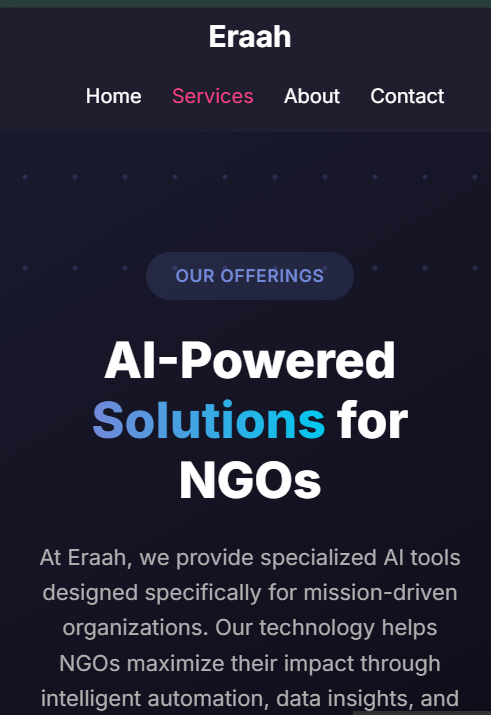 Eraah
Home Services About Contact
OUR OFFERINGS
AI-Powered
Solutions for
NGOs
At Eraah, we provide specialized AI tools
designed specifically for mission-driven
organizations. Our technology helps
NGOs maximize their impact through
intelligent automation, data insights, and